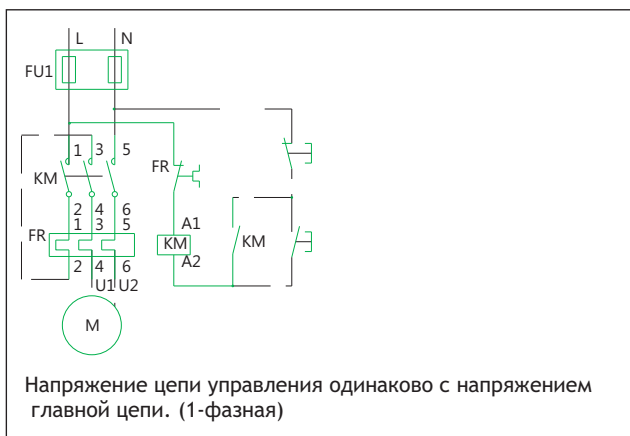 L N
FU1
1 3 5
KM FR
2 4 6
1 3 5
FR
A1
KM KM
A2
2 4 6
U1 U2
M
Напряжение цепи управления одинаково с напряжением
главной цепи. (1-фазная)